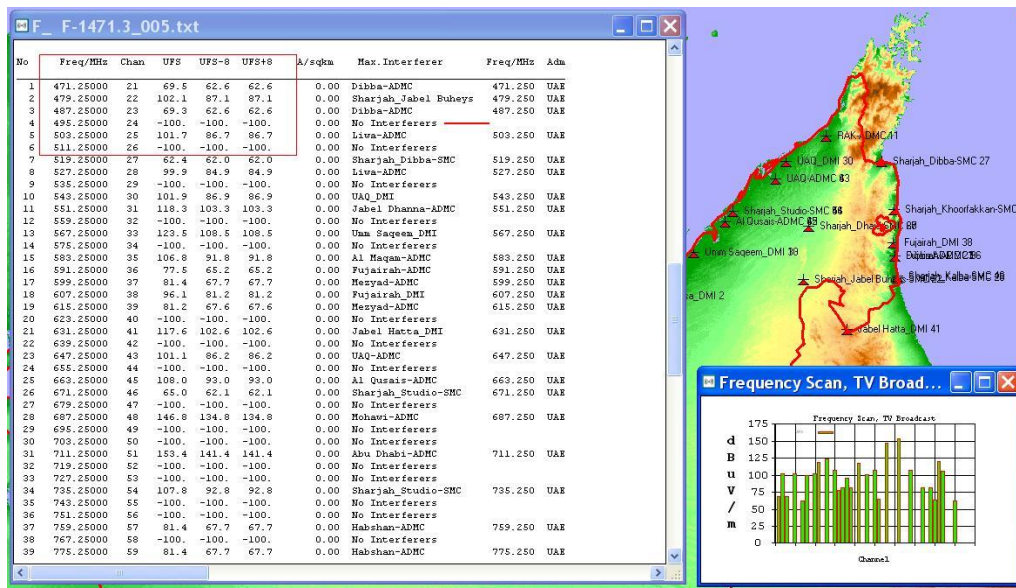 F_ F-1471.3_005.txt
No Freq/MHz Chan UFS UFS-8 UFS+8 A/sqkm Max.Interferer Freq/MHz Adm
1 471.25000 21 69.5 62.6 62.6 0.00 Dibba-ADMC 471.250 UAE
2 479.25000 22 102.1 87.1 87.1 0.00 Sharjah_Jabel Buheys 479.250 UAE
3 487.25000 23 69.3 62.6 62.6 0.00 Dibba-ADMC 487.250 UAE
4 495.25000 24 -100. -100. -100. 0.00 No Interferers
5 503.25000 25 101.7 86.7 86.7 0.00 Liwa-ADMC 503.250 UAE
6 511.25000 26 -100. -100. -100. 0.00 No Interferers
7 519.25000 27 62.4 62.0 62.0 0.00 Sharjah_Dibba-SMC 519.250 UAE
8 527.25000 28 99.9 84.9 84.9 0.00 Liwa-ADMC 527.250 UAE
9 535.25000 29 -100. -100. -100. 0.00 No Interferers
10 543.25000 30 101.9 86.9 86.9 0.00 UAQ_DMI 543.250 UAE
11 551.25000 31 118.3 103.3 103.3 0.00 Jabel Dhanna-ADMC 551.250 UAE
12 559.25000 32 -100. -100. -100. 0.00 No Interferers
13 567.25000 33 123.5 108.5 108.5 0.00 Umm Saqeem_DMI 567.250 UAE
14 575.25000 34 -100. -100. -100. 0.00 No Interferers
15 583.25000 35 106.8 91.8 91.8 0.00 Al Maqam-ADMC 583.250 UAE
16 591.25000 36 77.5 65.2 65.2 0.00 Fujairah-ADMC 591.250 UAE
17 599.25000 37 81.4 67.7 67.7 0.00 Mezyad-ADMC 599.250 UAE
18 607.25000 38 96.1 81.2 81.2 0.00 Fujairah_DMI 607.250 UAE
19 615.25000 39 81.2 67.6 67.6 0.00 Mezyad-ADMC 615.250 UAE
20 623.25000 40 -100. -100. -100. 0.00 No Interferers
21 631.25000 41 117.6 102.6 102.6 0.00 Jabel Hatta_DMI 631.250 UAE
22 639.25000 42 -100. -100. -100. 0.00 No Interferers
23 647.25000 43 101.1 86.2 86.2 0.00 UAQ-ADMC 647.250 UAE
24 655.25000 44 -100. -100. -100. 0.00 No Interferers
25 663.25000 45 108.0 93.0 93.0 0.00 Al Qusais-ADMC 663.250 UAE
26 671.25000 46 65.0 62.1 62.1 0.00 Sharjah_Studio-SMC 671.250 UAE
27 679.25000 47 -100. -100. -100. 0.00 No Interferers
28 687.25000 48 146.8 134.8 134.8 0.00 Mohawi-ADMC 687.250 UAE
29 695.25000 49 -100. -100. -100. 0.00 No Interferers
30 703.25000 50 -100. -100. -100. 0.00 No Interferers
31 711.25000 51 153.4 141.4 141.4 0.00 Abu Dhabi-ADMC 711.250 UAE
32 719.25000 52 -100. -100. -100. 0.00 No Interferers
33 727.25000 53 -100. -100. -100. 0.00 No Interferers
34 735.25000 54 107.8 92.8 92.8 0.00 Sharjah_Studio-SMC 735.250 UAE
35 743.25000 55 -100. -100. -100. 0.00 No Interferers
36 751.25000 56 -100. -100. -100. 0.00 No Interferers
37 759.25000 57 81.4 67.7 67.7 0.00 Habshan-ADMC 759.250 UAE
38 767.25000 58 -100. -100. -100. 0.00 No Interferers
39 775.25000 59 81.4 67.7 67.7 0.00 Habshan-ADMC 775.250 UAE
UAQ_DMI 30
Sharjah_Dibba-SMC 27
UAQ-ADMC
Sharjah_Studio-SMC
Sharjah_Khoorfakkan-SMC
Al Qusais-ADMC
Fujairah_DMI 38
Umm Saqeem_DMI
Jabel Hatta_DMI 41
Frequency Scan, TV Broad...
Frequency Scan, TV Broadcast
dBuV/m
175
150
125
100
75
50
25
0
Channel